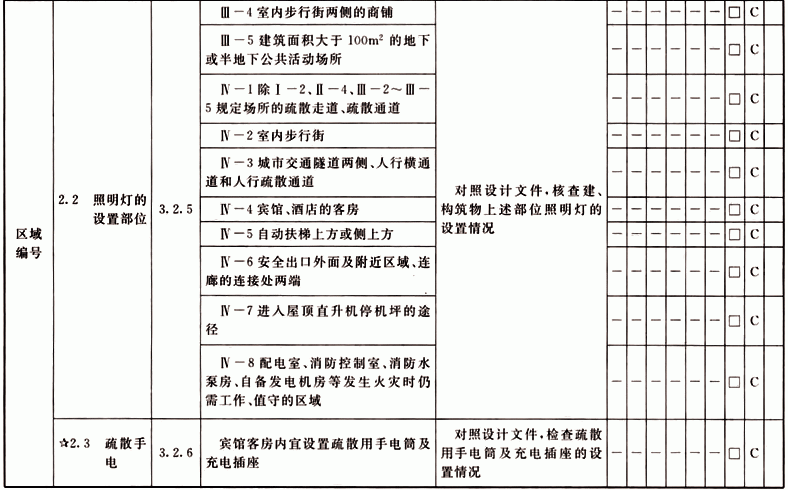 Ⅲ－4 室内步行街两侧的商铺 － － － － － － □ C
Ⅲ－5 建筑面积大于 100m² 的地下
或半地下公共活动场所 － － － － － － □ C
Ⅳ－1 除Ⅰ－2、Ⅱ－4、Ⅲ－2～Ⅲ－
5 规定场所的疏散走道、疏散通道 － － － － － － □ C
Ⅳ－2 室内步行街 － － － － － － □ C
Ⅳ－3 城市交通隧道两侧、人行横通
道和人行疏散通道 － － － － － － □ C
区域
编号
2.2 照明灯的
设置部位
3.2.5
对照设计文件，核查建、
构筑物上述部位照明灯的
设置情况
Ⅳ－4 宾馆、酒店的客房 － － － － － － □ C
Ⅳ－5 自动扶梯上方或侧上方 － － － － － － □ C
Ⅳ－6 安全出口外面及附近区域、连
廊的连接处两端 － － － － － － □ C
Ⅳ－7 进入屋顶直升机停机坪的途
径 － － － － － － □ C
Ⅳ－8 配电室、消防控制室、消防水
泵房、自备发电机房等发生火灾时仍
需工作、值守的区域 － － － － － － □ C
☆2.3 疏散手
电
3.2.6
宾馆客房内宜设置疏散用手电筒及
充电插座
对照设计文件，检查疏散
用手电筒及充电插座的设
置情况
－ － － － － － □ C